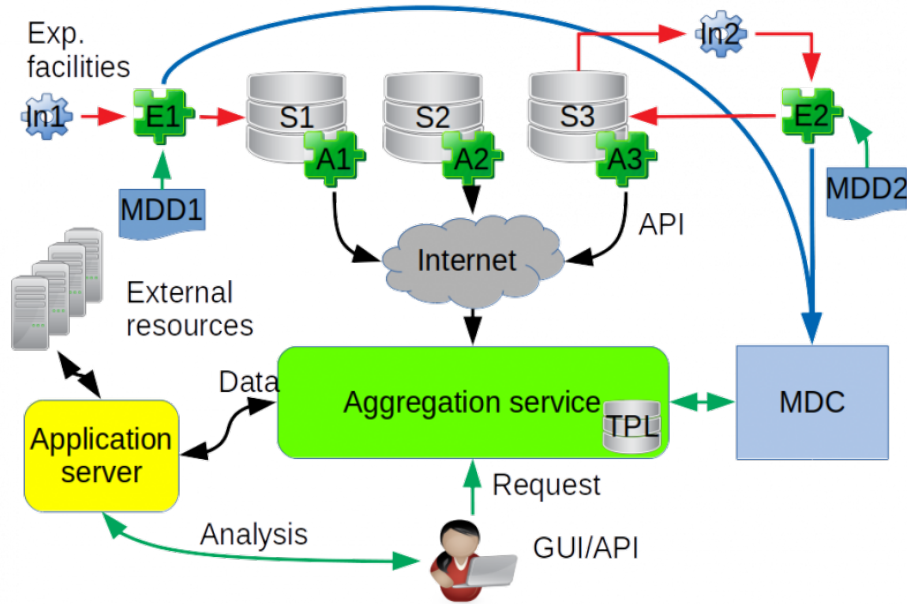 Exp.
facilities
In1
E1
S1
S2
S3
In2
E2
A1
A2
A3
MDD1
MDD2
API
Internet
External
resources
Data
Aggregation service
TPL
MDC
Application
server
Request
Analysis
GUI/API